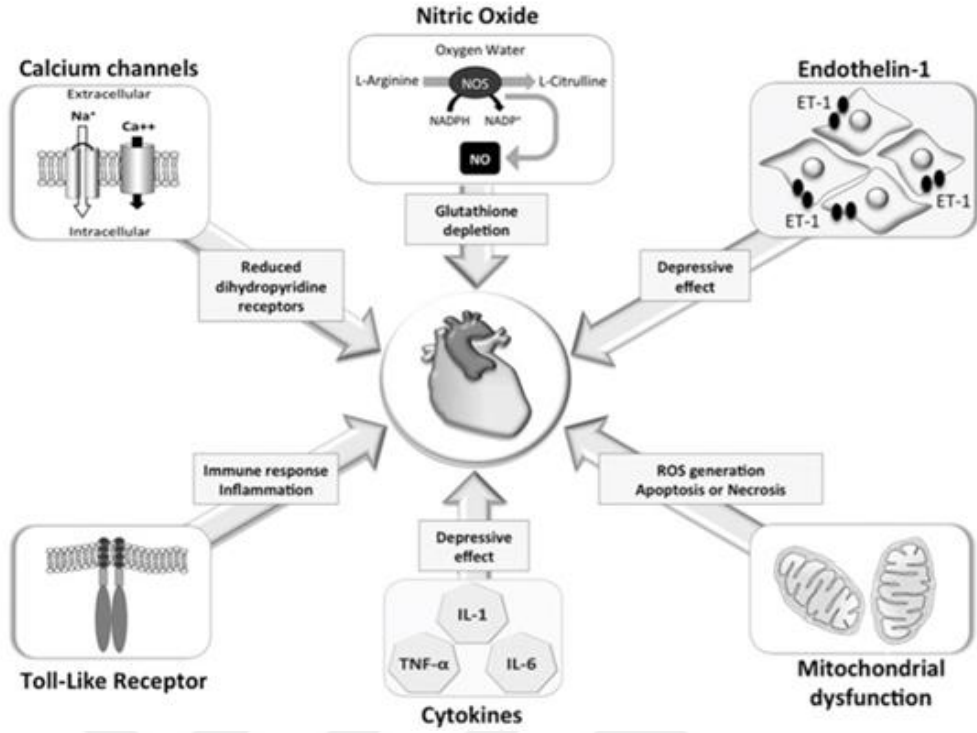 Nitric Oxide
Oxygen Water
L-Arginine
NOS
L-Citrulline
NADPH
NADP⁺
NO
Glutathione
depletion
Calcium channels
Extracellular
Na⁺
Ca++
Intracellular
Reduced
dihydropyridine
receptors
Endothelin-1
ET-1
ET-1
ET-1
Depressive
effect
Immune response
Inflammation
Toll-Like Receptor
Depressive
effect
IL-1
TNF-α
IL-6
Cytokines
ROS generation
Apoptosis or Necrosis
Mitochondrial
dysfunction